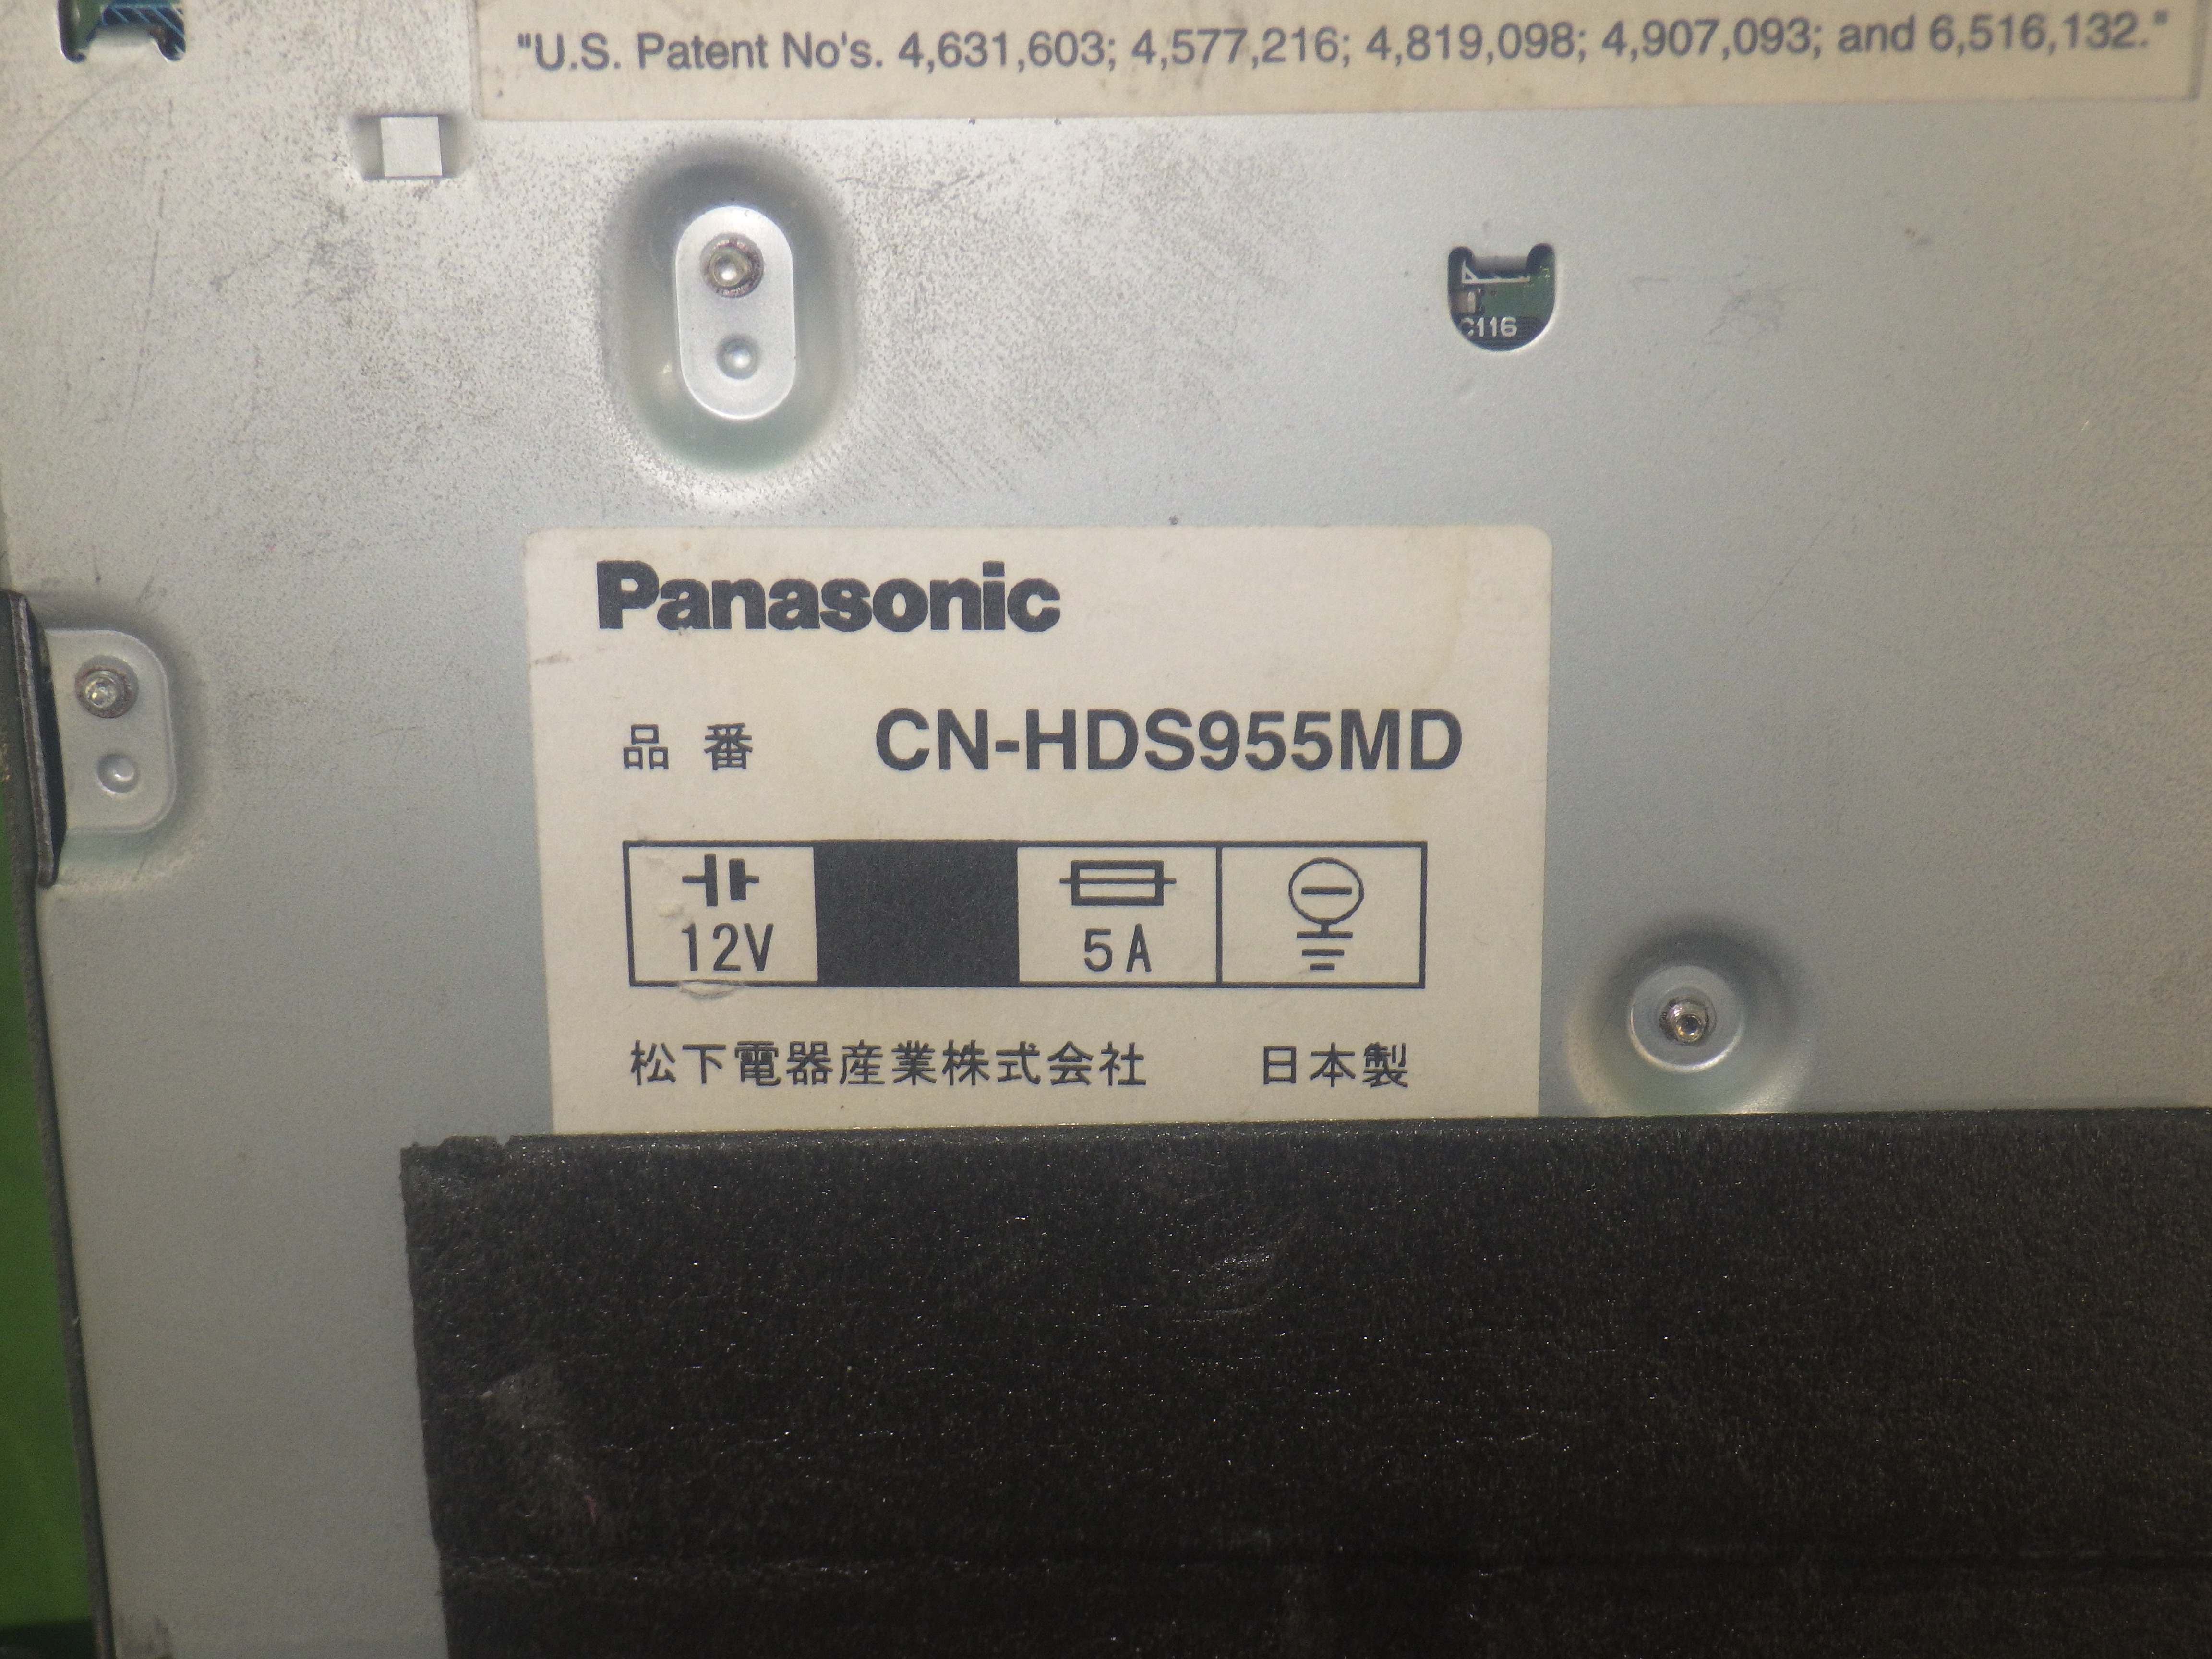 "U.S. Patent No's. 4,631,603; 4,577,216; 4,819,098; 4,907,093; and 6,516,132."
C116
Panasonic
品番 CN-HDS955MD
12V 5A
松下電器産業株式会社 日本製